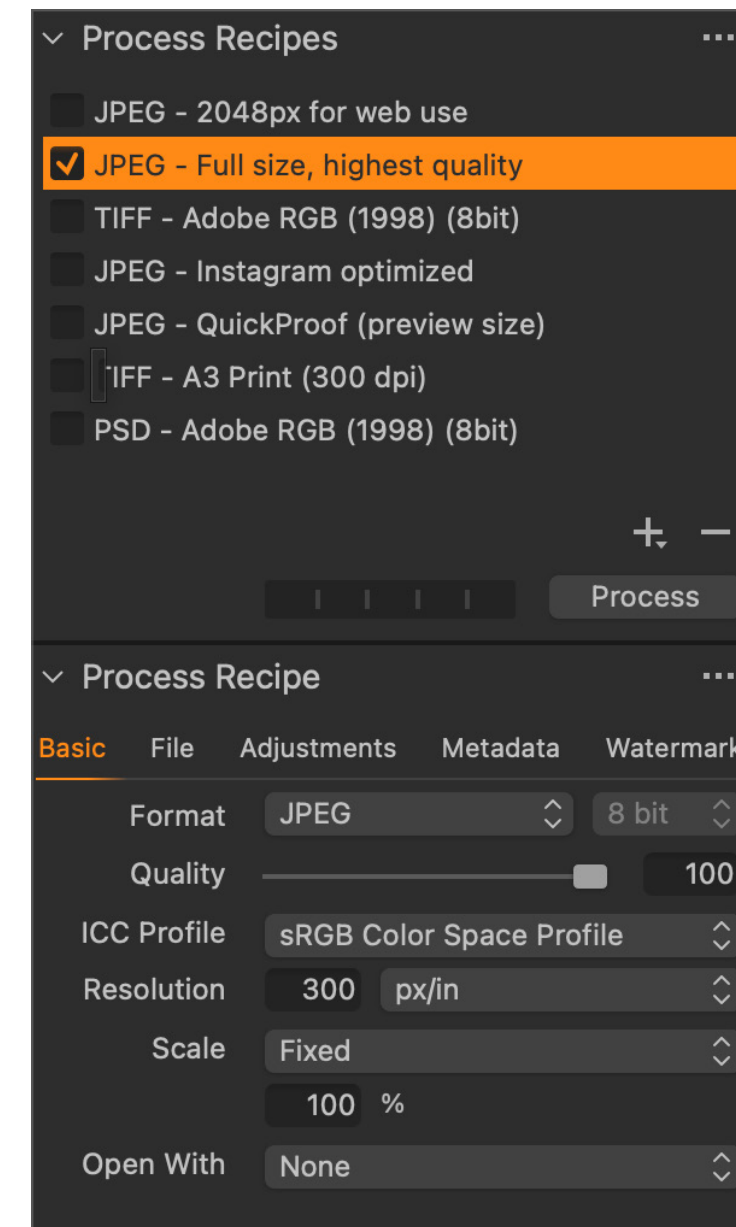 Process Recipes
JPEG - 2048px for web use
JPEG - Full size, highest quality
TIFF - Adobe RGB (1998) (8bit)
JPEG - Instagram optimized
JPEG - QuickProof (preview size)
TIFF - A3 Print (300 dpi)
PSD - Adobe RGB (1998) (8bit)
Process
Process Recipe
Basic File Adjustments Metadata Watermark
Format JPEG 8 bit
Quality 100
ICC Profile sRGB Color Space Profile
Resolution 300 px/in
Scale Fixed
100 %
Open With None